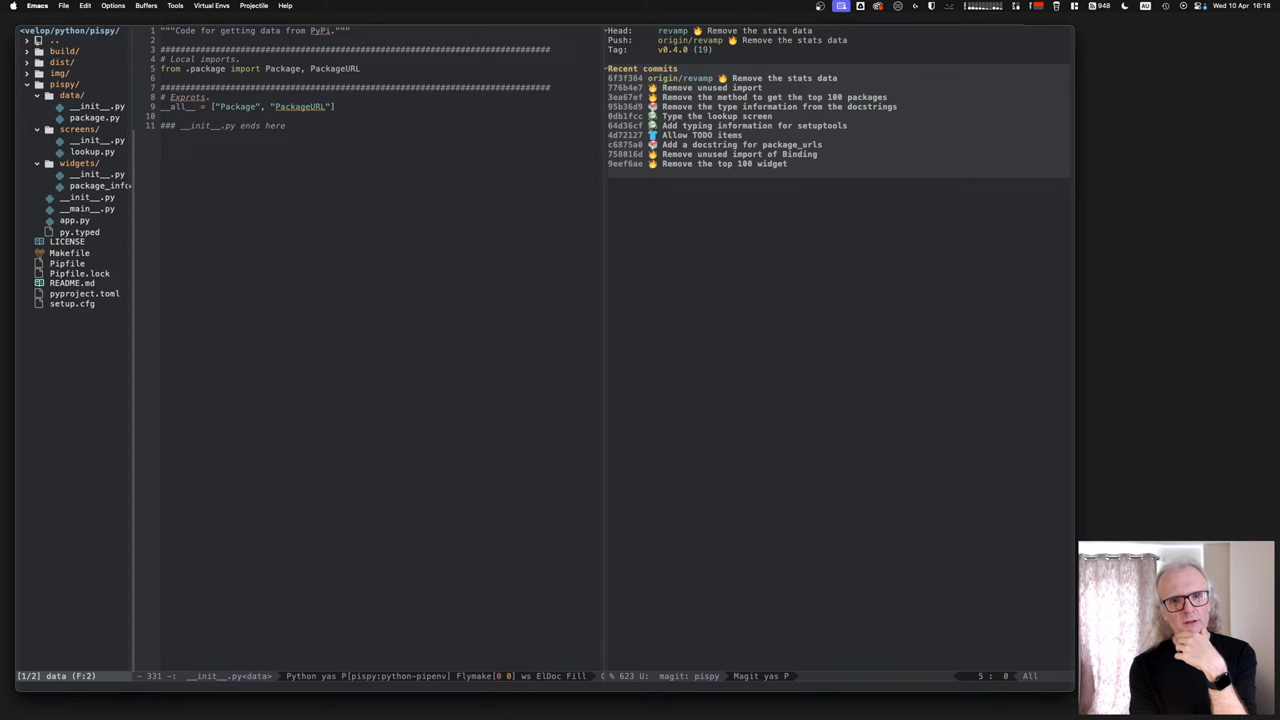 Emacs File Edit Options Buffers Tools Virtual Envs Projectile Help
948 AU Wed 10 Apr 16:18
<velop/python/pispy/
..
build/
dist/
img/
pispy/
data/
__init__.py
package.py
screens/
__init__.py
lookup.py
widgets/
__init__.py
package_info
__init__.py
__main__.py
app.py
py.typed
LICENSE
Makefile
Pipfile
Pipfile.lock
README.md
pyproject.toml
setup.cfg
[1/2] data (F:2)
1 """Code for getting data from PyPi."""
2
3 ##############################################################################
4 # Local imports.
5 from .package import Package, PackageURL
6
7 ##############################################################################
8 # Exprots.
9 __all__ = ["Package", "PackageURL"]
10
11 ### __init__.py ends here
- 331 -: __init__.py<data> Python yas P[pispy:python-pipenv] Flymake[0 0] ws ElDoc Fill
Head: revamp 🔥 Remove the stats data
Push: origin/revamp 🔥 Remove the stats data
Tag: v0.4.0 (19)
Recent commits
6f3f364 origin/revamp 🔥 Remove the stats data
776b4e7 🔥 Remove unused import
3ea67ef 🔥 Remove the method to get the top 100 packages
95b36d9 Remove the type information from the docstrings
0db1fcc Type the lookup screen
64d36cf Add typing information for setuptools
4d72127 👕 Allow TODO items
c6875a0 Add a docstring for package_urls
758016d 🔥 Remove unused import of Binding
9eef6ae 🔥 Remove the top 100 widget
% 623 U: magit: pispy Magit yas P 5 : 0 All